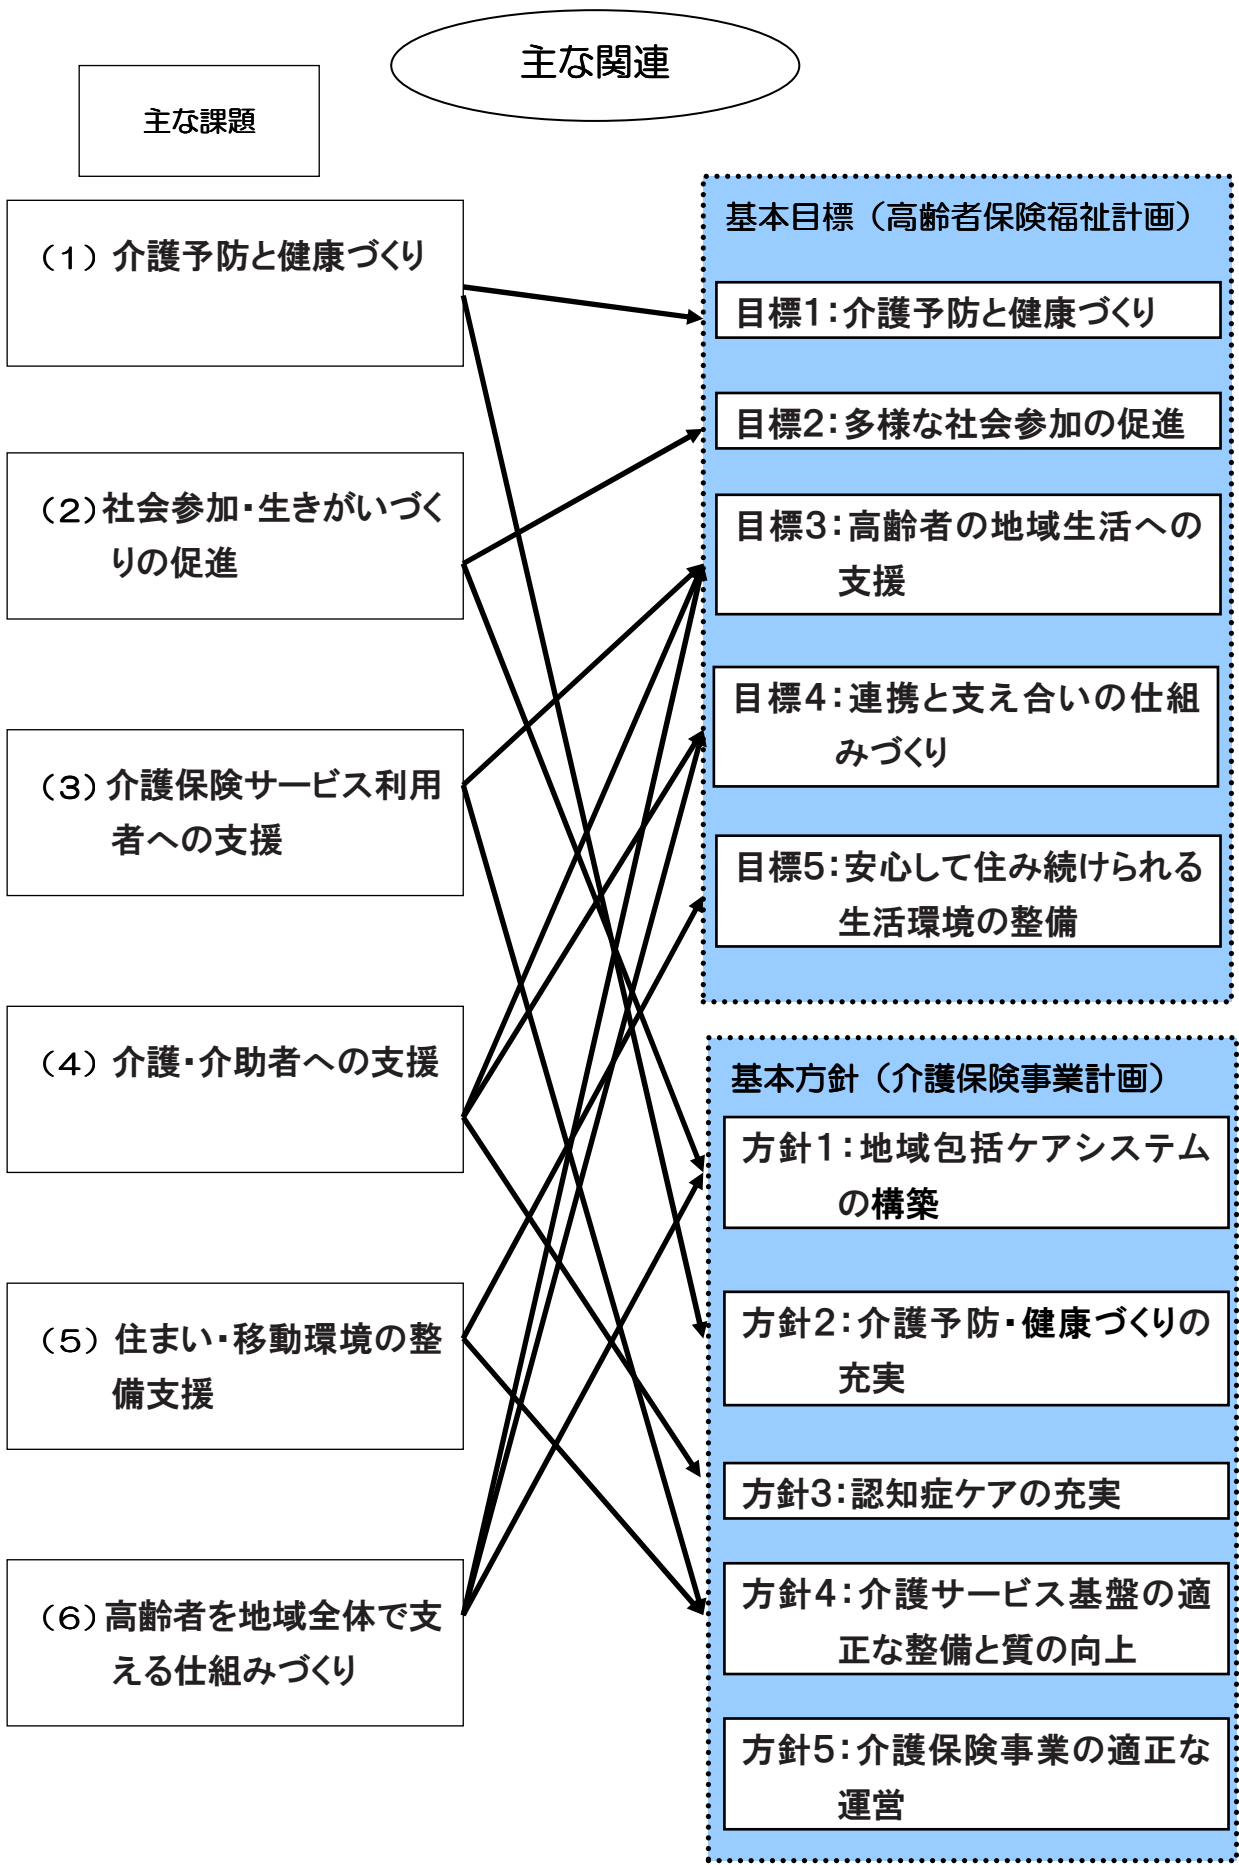 主な関連
主な課題
（1） 介護予防と健康づくり
（2）社会参加・生きがいづく
りの促進
（3）介護保険サービス利用
者への支援
（4） 介護・介助者への支援
（5） 住まい・移動環境の整
備支援
（6）高齢者を地域全体で支
える仕組みづくり
基本目標（高齢者保険福祉計画）
目標1：介護予防と健康づくり
目標2：多様な社会参加の促進
目標3：高齢者の地域生活への
支援
目標4：連携と支え合いの仕組
みづくり
目標5：安心して住み続けられる
生活環境の整備
基本方針（介護保険事業計画）
方針1：地域包括ケアシステム
の構築
方針2：介護予防・健康づくりの
充実
方針3：認知症ケアの充実
方針4：介護サービス基盤の適
正な整備と質の向上
方針5：介護保険事業の適正な
運営